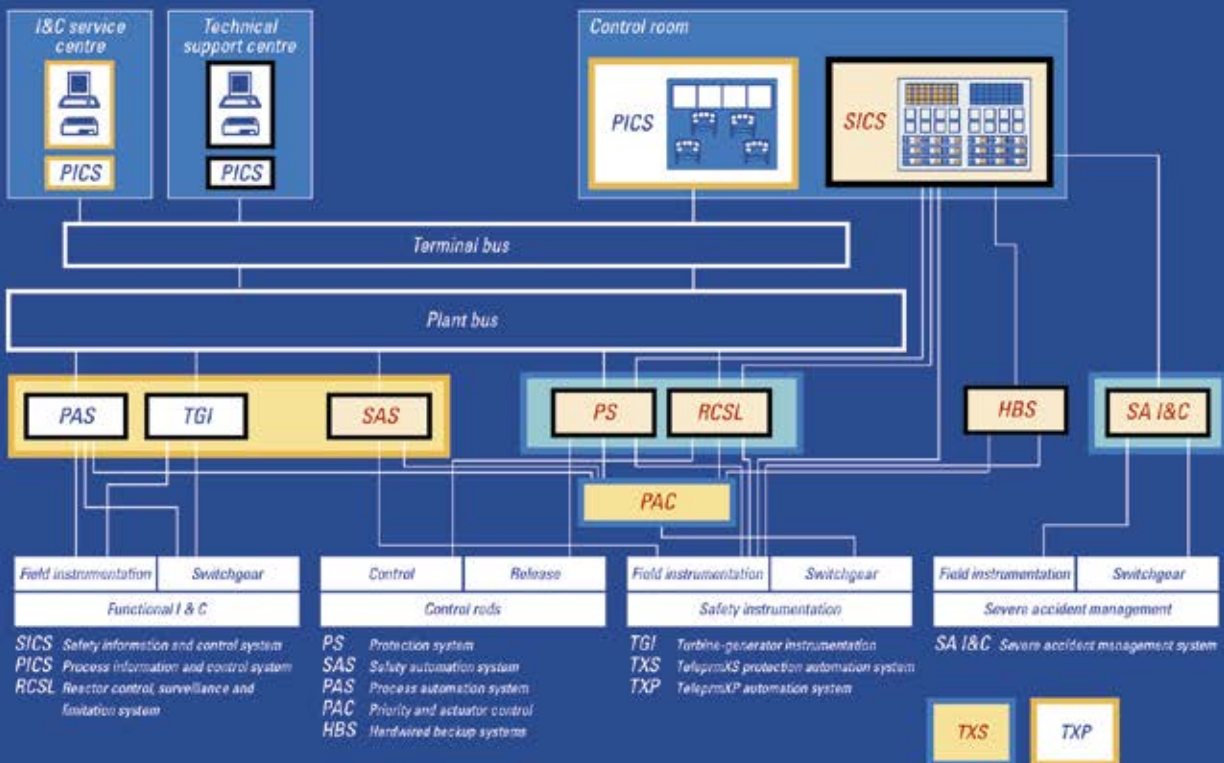 I&C service
centre
Technical
support centre
Control room
PICS
SICS
PICS
PICS
Terminal bus
Plant bus
PAS
TGI
SAS
PS
RCSL
HBS
SA I&C
PAC
Field instrumentation
Switchgear
Control
Release
Field instrumentation
Switchgear
Field instrumentation
Switchgear
Functional I & C
Control rods
Safety instrumentation
Severe accident management
SICS Safety information and control system
PICS Process information and control system
RCSL Reactor control, surveillance and
limitation system
PS Protection system
SAS Safety automation system
PAS Process automation system
PAC Priority and actuator control
HBS Hardwired backup systems
TGI Turbine-generator instrumentation
TXS TeleprmXS protection automation system
TXP TeleprmXP automation system
SA I&C Severe accident management system
TXS
TXP